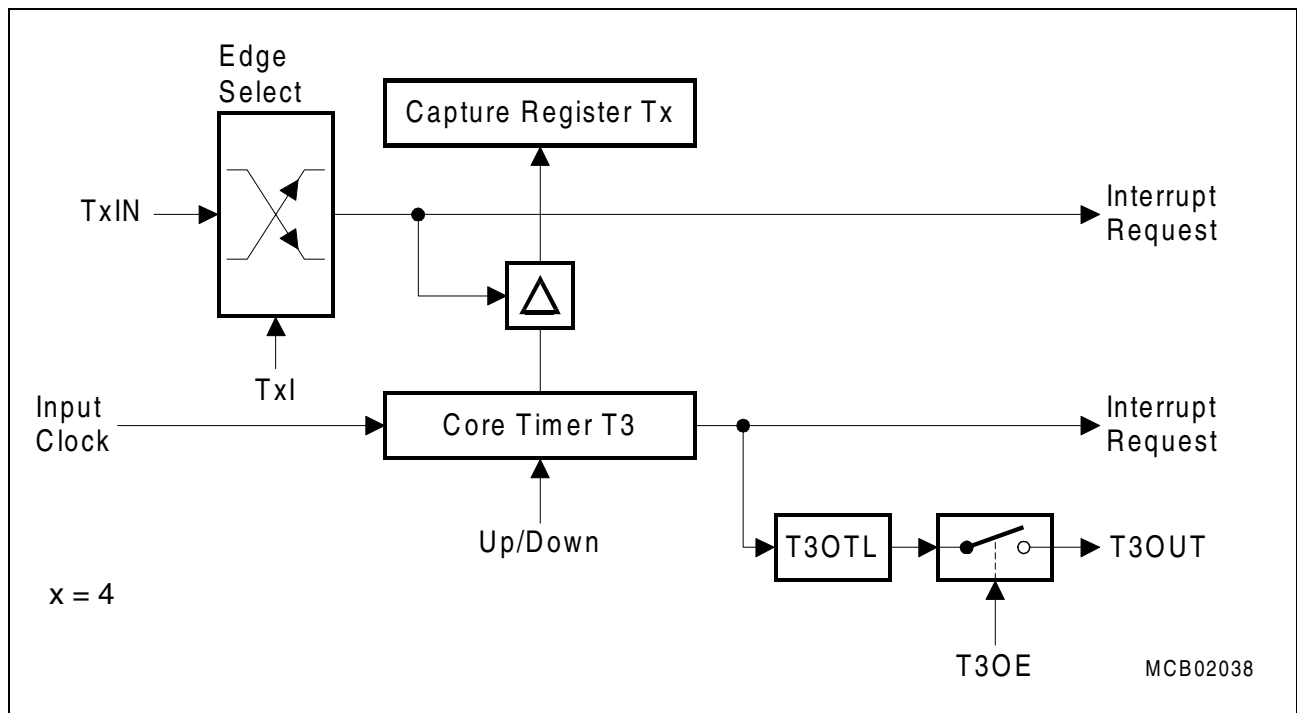 Edge
Select
Capture Register Tx
TxIN
Interrupt
Request
TxI
Input
Clock
Core Timer T3
Interrupt
Request
Up/Down
T3OTL
T3OUT
x = 4
T3OE
MCB02038